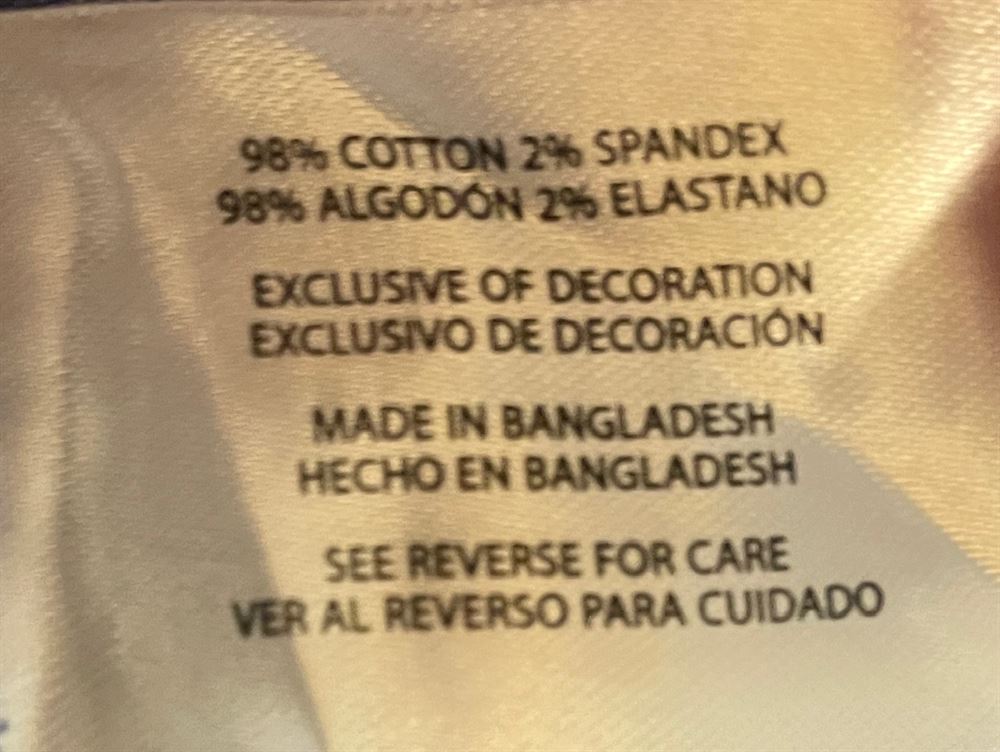 98% COTTON 2% SPANDEX
98% ALGODÓN 2% ELASTANO
EXCLUSIVE OF DECORATION
EXCLUSIVO DE DECORACIÓN
MADE IN BANGLADESH
HECHO EN BANGLADESH
SEE REVERSE FOR CARE
VER AL REVERSO PARA CUIDADO